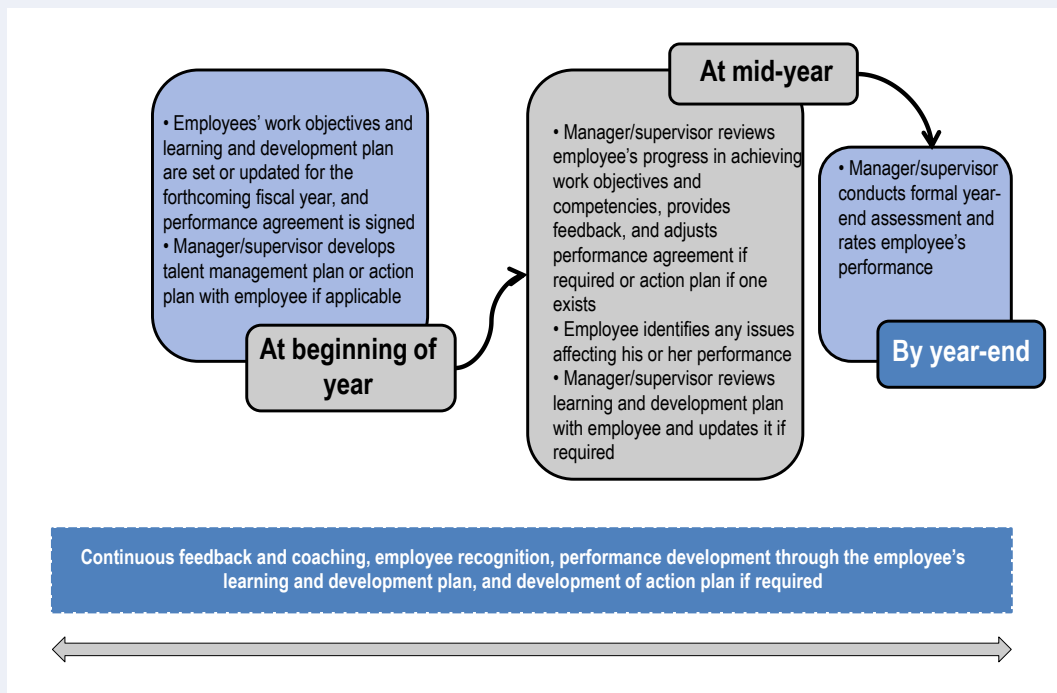 • Employees' work objectives and
learning and development plan
are set or updated for the
forthcoming fiscal year, and
performance agreement is signed
• Manager/supervisor develops
talent management plan or action
plan with employee if applicable
At beginning of
year
At mid-year
• Manager/supervisor reviews
employee's progress in achieving
work objectives and
competencies, provides
feedback, and adjusts
performance agreement if
required or action plan if one
exists
• Employee identifies any issues
affecting his or her performance
• Manager/supervisor reviews
learning and development plan
with employee and updates it if
required
• Manager/supervisor
conducts formal year-
end assessment and
rates employee's
performance
By year-end
Continuous feedback and coaching, employee recognition, performance development through the employee's
learning and development plan, and development of action plan if required